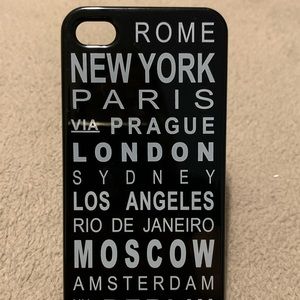 ROME
NEW YORK
PARIS
VIA PRAGUE
LONDON
SYDNEY
LOS ANGELES
RIO DE JANEIRO
MOSCOW
AMSTERDAM